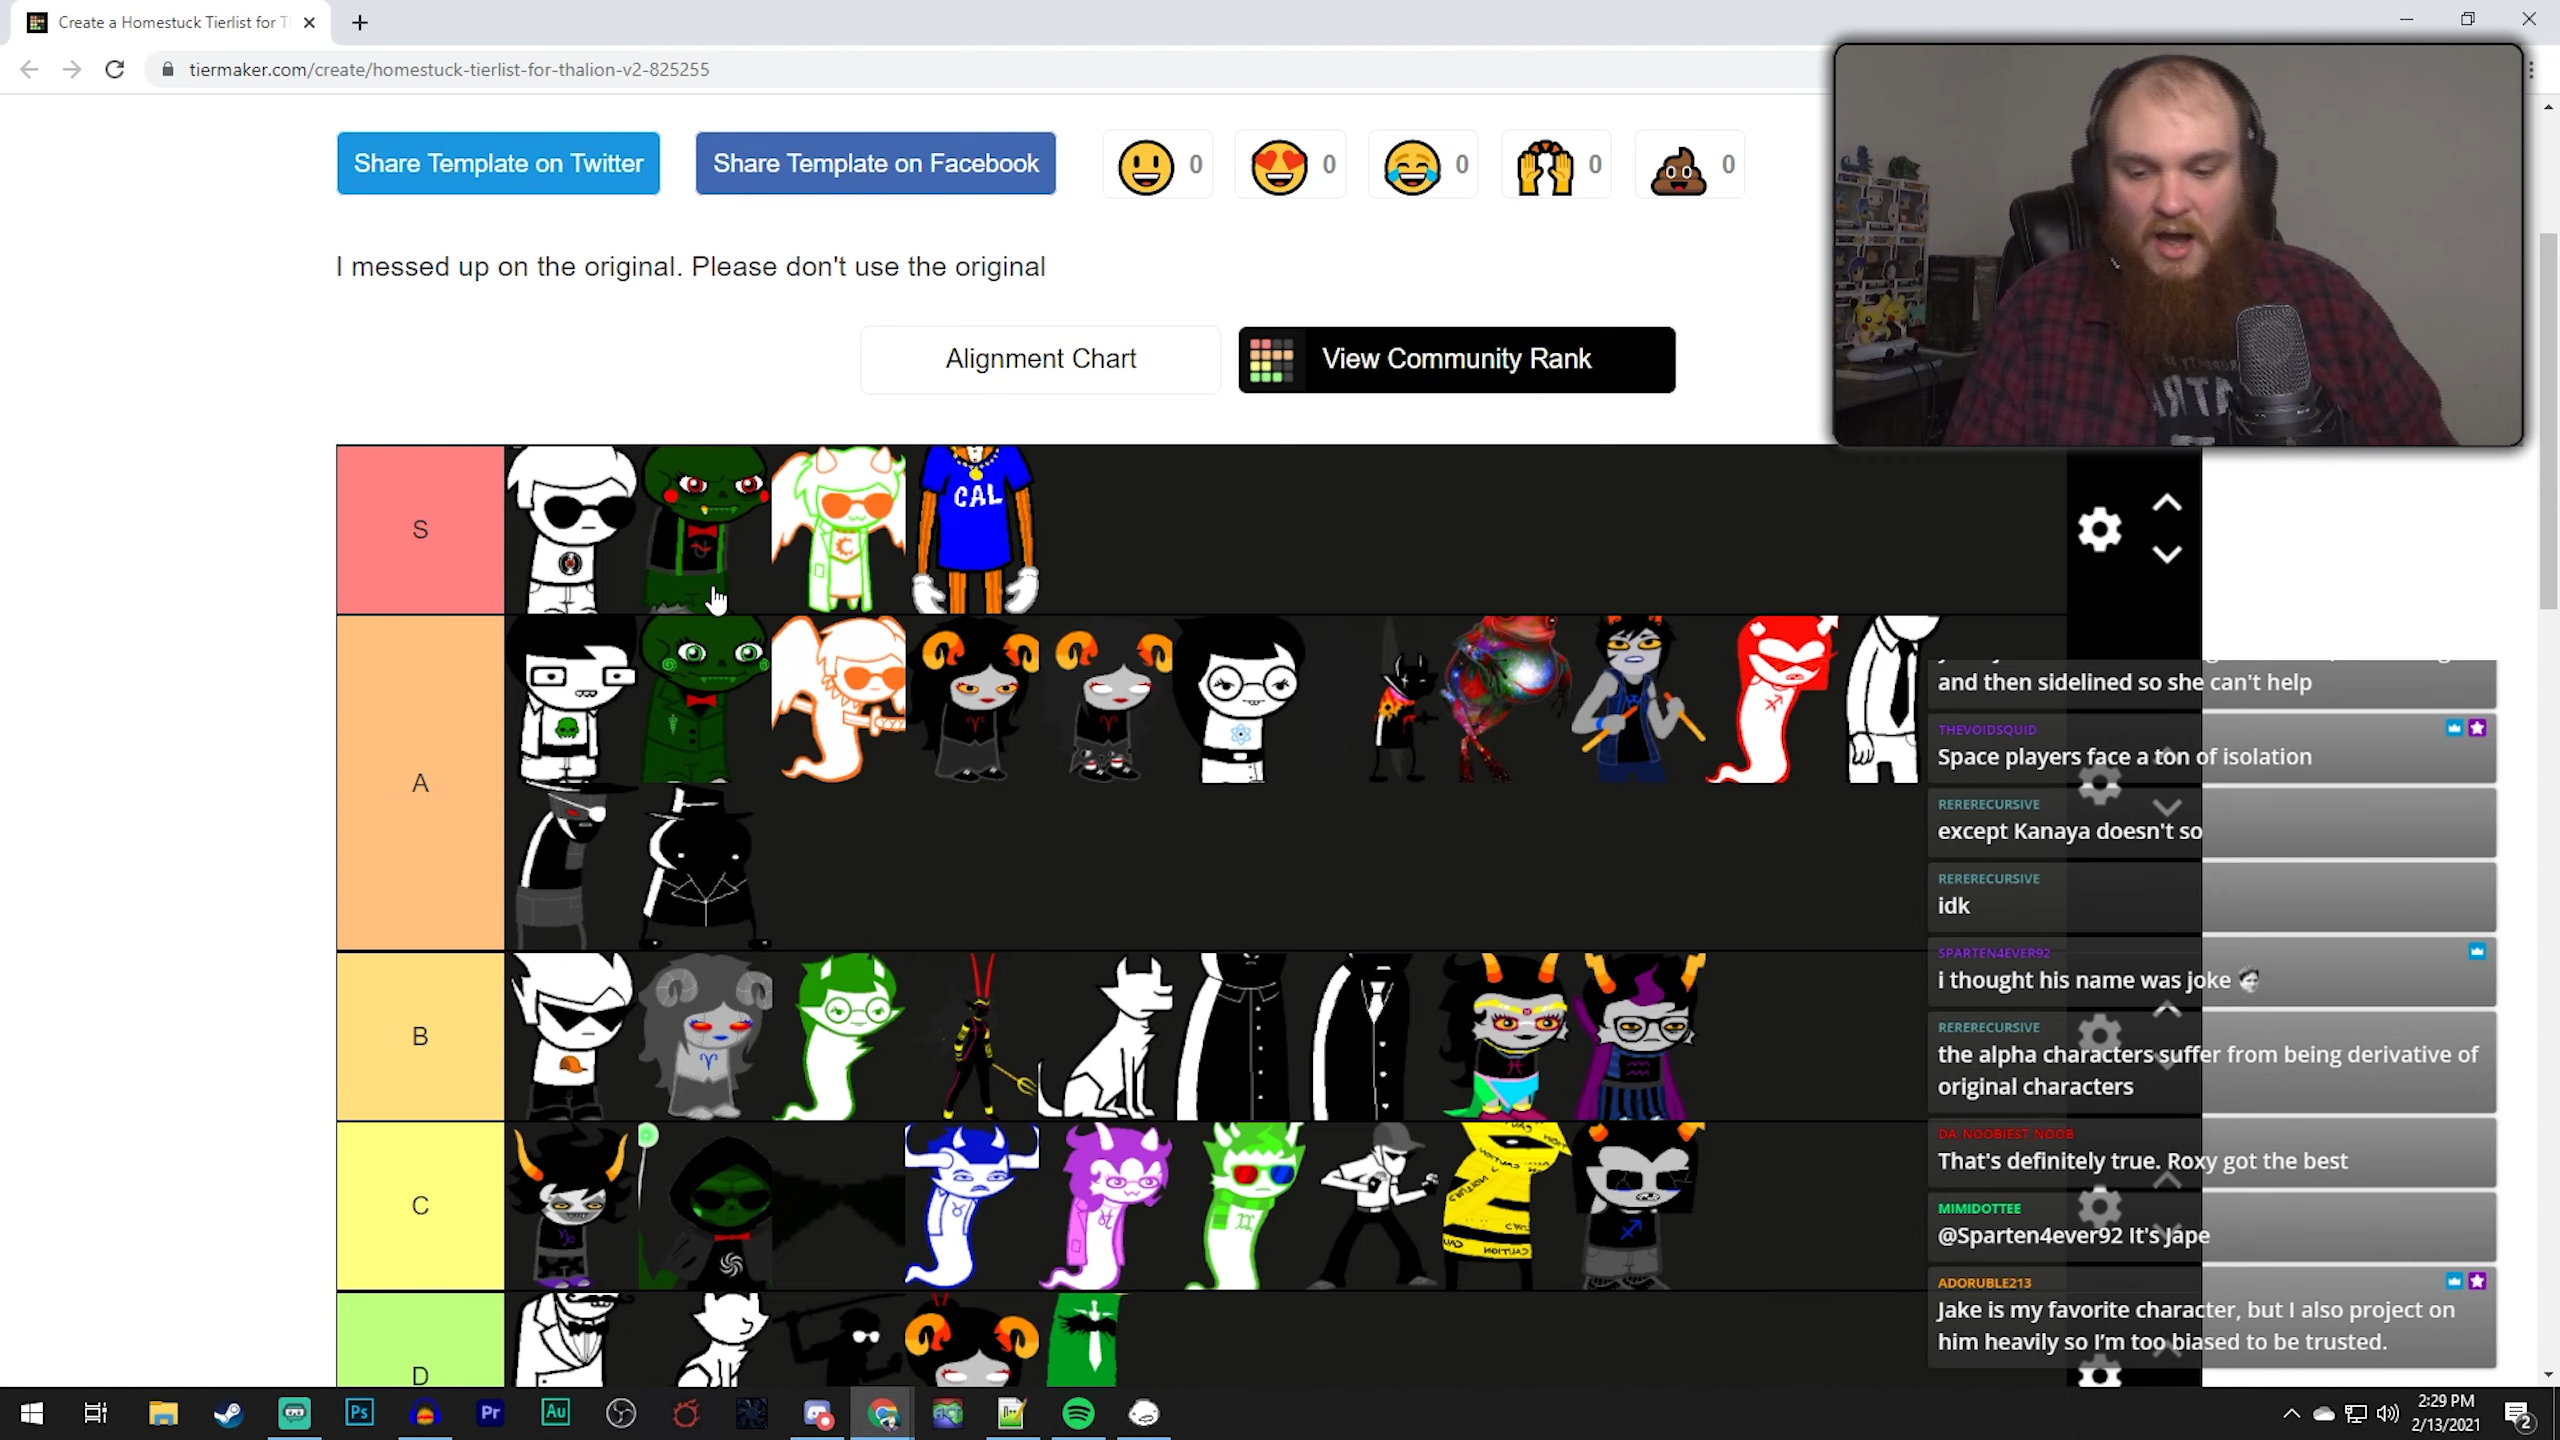 Create a Homestuck Tierlist for T
tiermaker.com/create/homestuck-tierlist-for-thalion-v2-825255
Share Template on Twitter
Share Template on Facebook
0
0
0
0
0
I messed up on the original. Please don't use the original
Alignment Chart
View Community Rank
S
CAL
A
B
C
D
and then sidelined so she can't help
THEVOIDSQUID
Space players face a ton of isolation
RERERECURSIVE
except Kanaya doesn't so
RERERECURSIVE
idk
SPARTEN4EVER92
i thought his name was joke
RERERECURSIVE
the alpha characters suffer from being derivative of
original characters
DA_NOOBIEST_NOOB
That's definitely true. Roxy got the best
MIMIDOTTEE
@Sparten4ever92 It's Jape
ADORUBLE213
Jake is my favorite character, but I also project on
him heavily so I'm too biased to be trusted.
Ps
Pr
Au
2:29 PM
2/13/2021
2